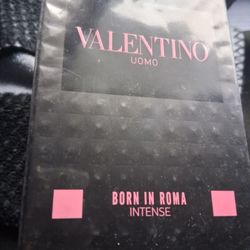 VALENTINO
UOMO
BORN IN ROMA
INTENSE